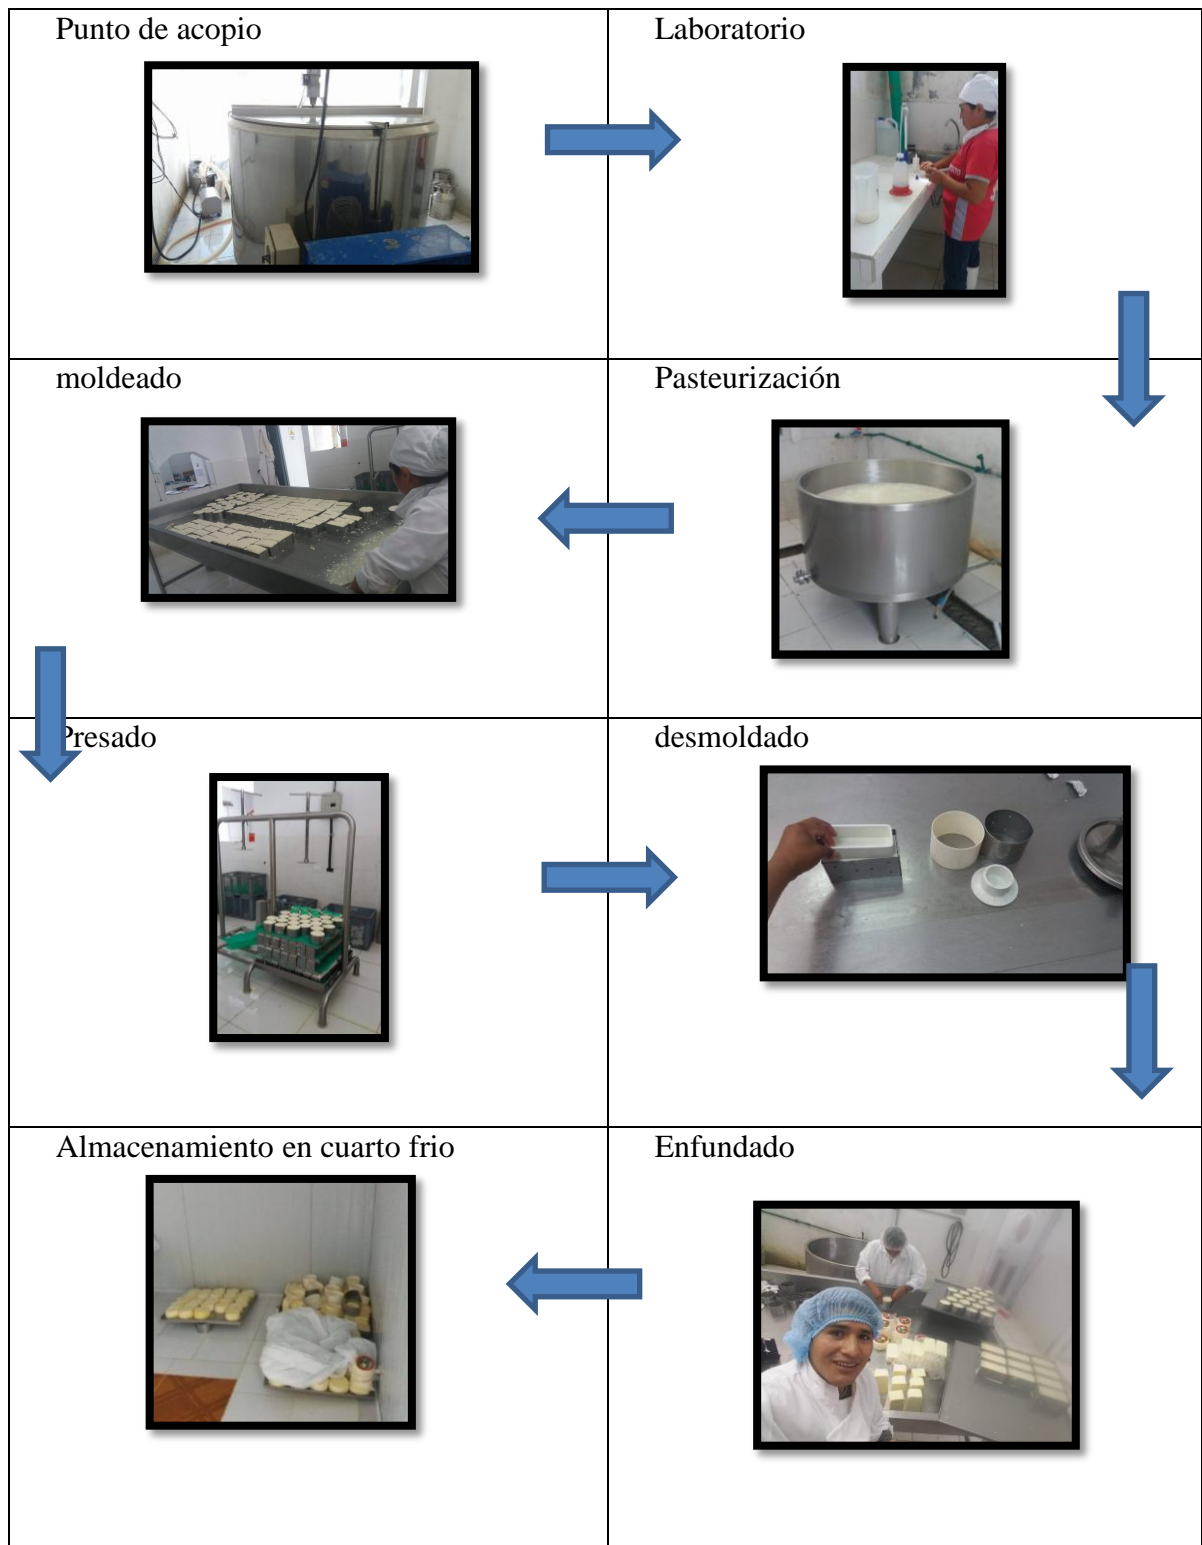 Punto de acopio
Laboratorio
moldeado
Pasteurización
Presado
desmoldado
Almacenamiento en cuarto frio
Enfundado